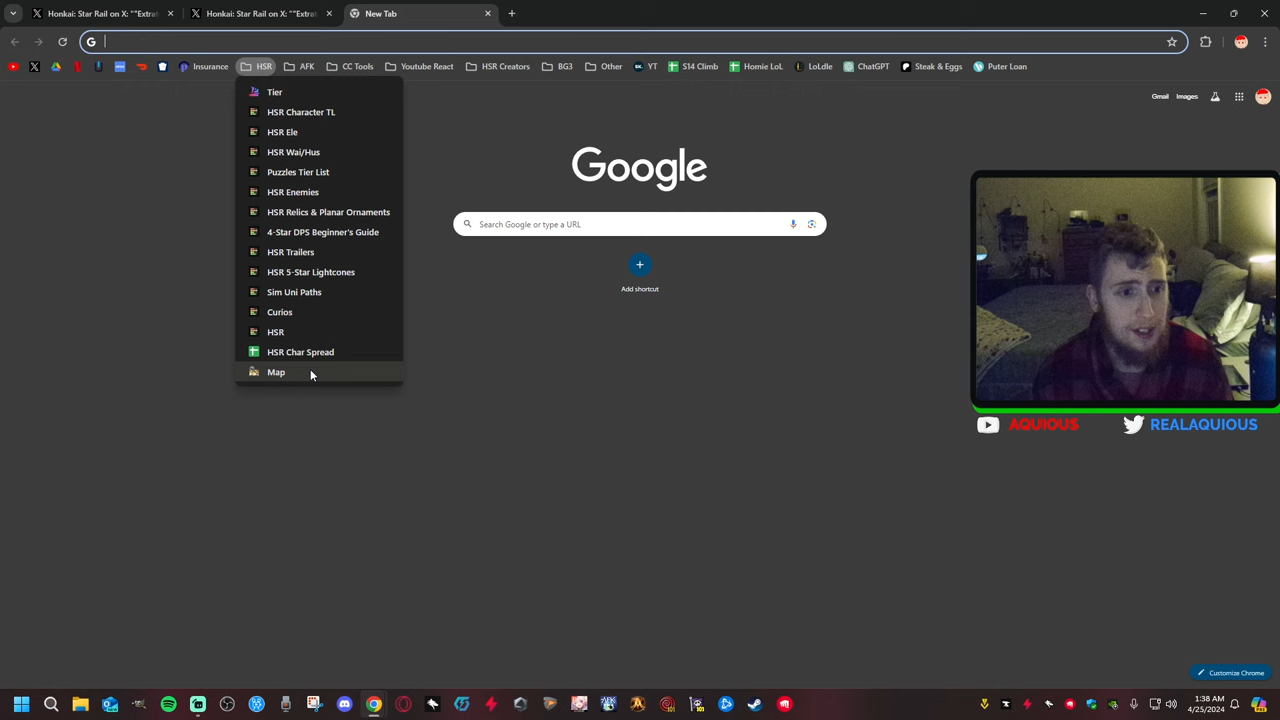 Honkai: Star Rail on X: ""Extrat
Honkai: Star Rail on X: ""Extrat
New Tab
Insurance
HSR
AFK
CC Tools
Youtube React
HSR Creators
BG3
Other
YT
S14 Climb
Homie LoL
LoLdle
ChatGPT
Steak & Eggs
Puter Loan
Gmail
Images
Tier
HSR Character TL
HSR Ele
HSR Wai/Hus
Puzzles Tier List
HSR Enemies
HSR Relics & Planar Ornaments
4-Star DPS Beginner's Guide
HSR Trailers
HSR 5-Star Lightcones
Sim Uni Paths
Curios
HSR
HSR Char Spread
Map
Google
Search Google or type a URL
Add shortcut
AQUIOUS
REALAQUIOUS
Customize Chrome
1:38 AM
4/25/2024